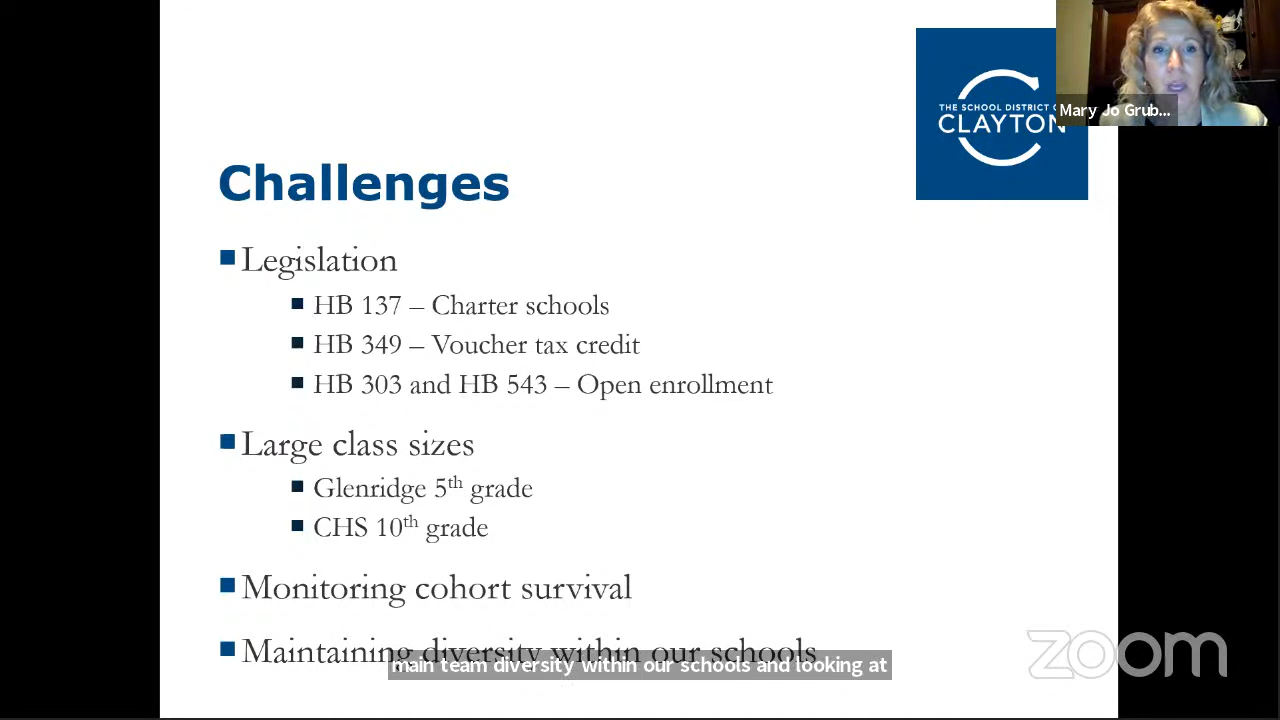 THE SCHOOL DISTRICT O
CLAYTON
Mary Jo Grub...
Challenges
Legislation
HB 137 – Charter schools
HB 349 – Voucher tax credit
HB 303 and HB 543 – Open enrollment
Large class sizes
Glenridge 5th grade
CHS 10th grade
Monitoring cohort survival
Maintaining diversity within our schools
main team diversity within our schools and looking at
zoom